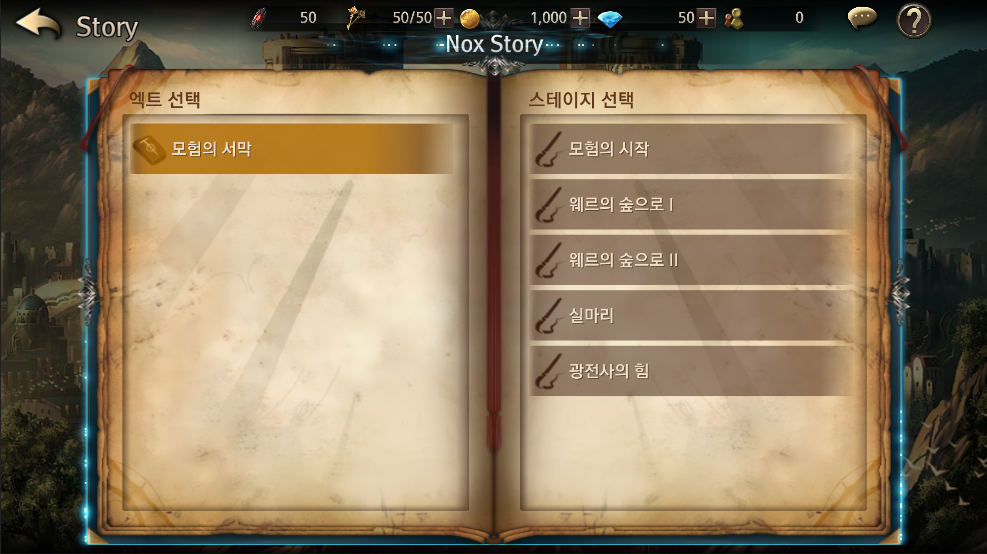 Story
50
50/50
1,000
50
0
Nox Story
엑트 선택
모험의 서막
스테이지 선택
모험의 시작
웨르의 숲으로 I
웨르의 숲으로 II
실마리
광전사의 힘